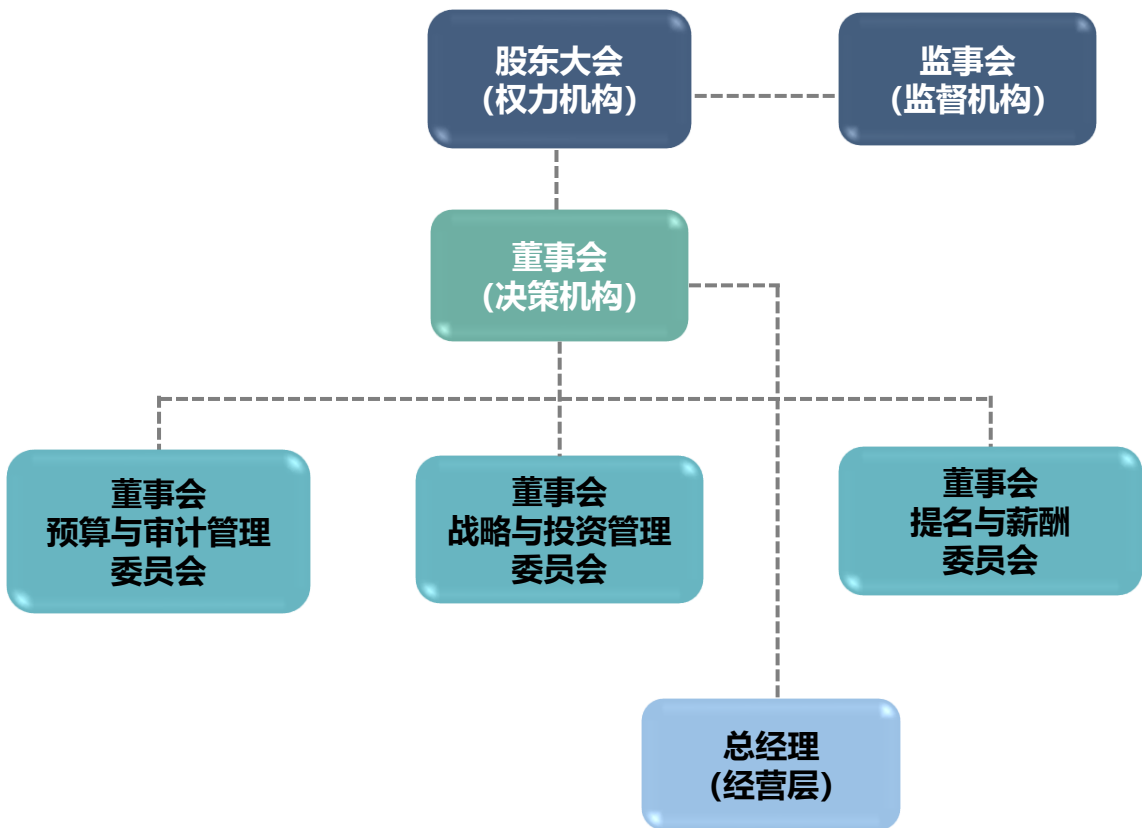 股东大会
（权力机构）
监事会
（监督机构）
董事会
（决策机构）
董事会
预算与审计管理
委员会
董事会
战略与投资管理
委员会
董事会
提名与薪酬
委员会
总经理
（经营层）